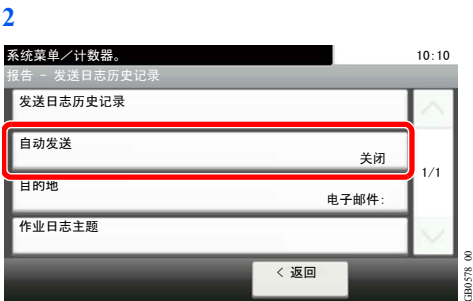 2
系统菜单／计数器。 10:10
报告 - 发送日志历史记录
发送日志历史记录
自动发送
关闭
1/1
目的地
电子邮件:
作业日志主题
< 返回
GB0578_00